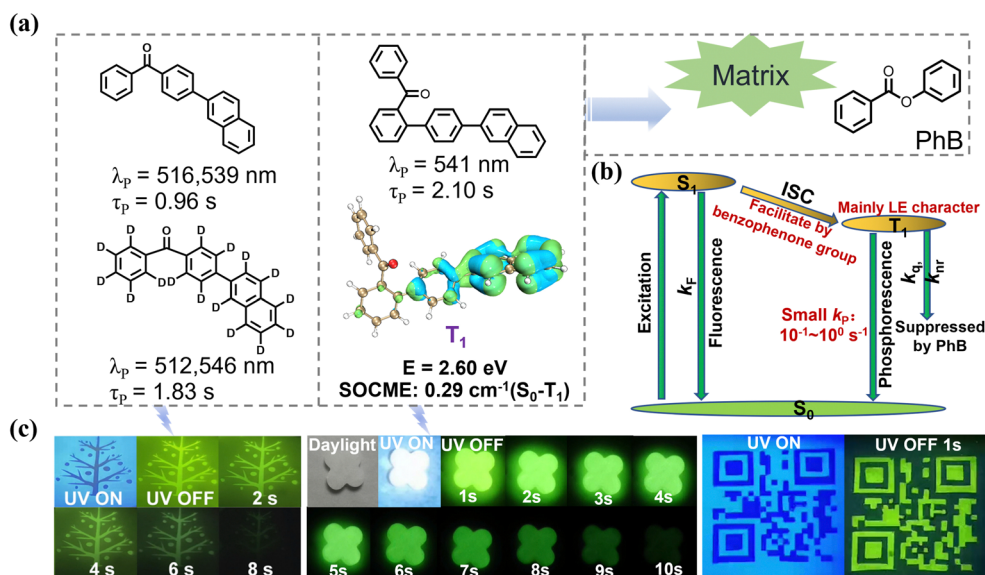 (a)
O
λP = 516,539 nm
τP = 0.96 s
D D O D D
D D D D D D
D D
D D
D D
λP = 512,546 nm
τP = 1.83 s
O
λP = 541 nm
τP = 2.10 s
T1
E = 2.60 eV
SOCME: 0.29 cm-1(S0-T1)
Matrix
O
O
PhB
(b)
S1
ISC
Facilitate by
benzophenone group
Mainly LE character
T1
Excitation
kF
Fluorescence
Small kP:
10-1~100 s-1
Phosphorescence
kq,
knr
Suppressed
by PhB
S0
(c)
UV ON
UV OFF
2 s
4 s
6 s
8 s
Daylight
UV ON
UV OFF
1s
2s
3s
4s
5s
6s
7s
8s
9s
10s
UV ON
UV OFF 1s